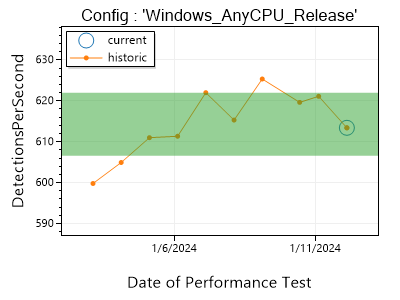 Config : 'Windows_AnyCPU_Release'
current
historic
DetectionsPerSecond
630
620
610
600
590
1/6/2024
1/11/2024
Date of Performance Test